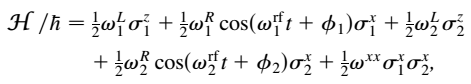 ℋ/ℏ = ½ω₁ᴸσ₁ᶻ + ½ω₁ᴿ cos(ω₁ʳᶠt + ϕ₁)σ₁ˣ + ½ω₂ᴸσ₂ᶻ
+ ½ω₂ᴿ cos(ω₂ʳᶠt + ϕ₂)σ₂ˣ + ½ωˣˣσ₁ˣσ₂ˣ,